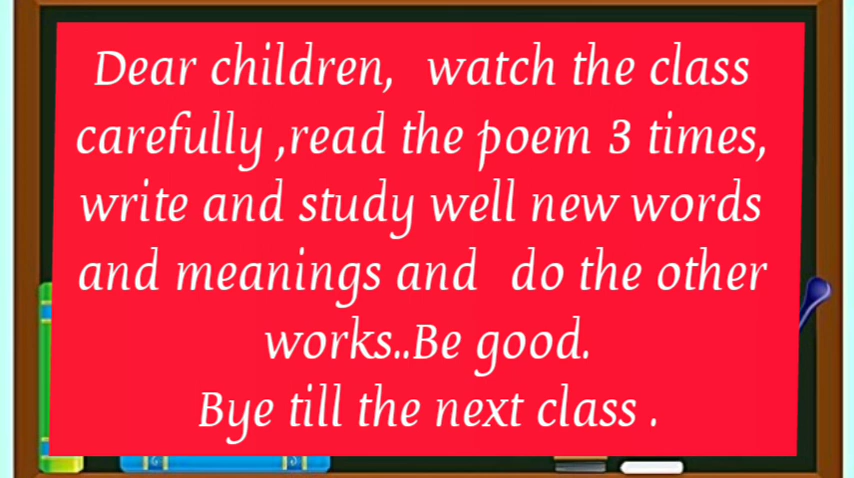 Dear children, watch the class
carefully ,read the poem 3 times,
write and study well new words
and meanings and do the other
works..Be good.
Bye till the next class .